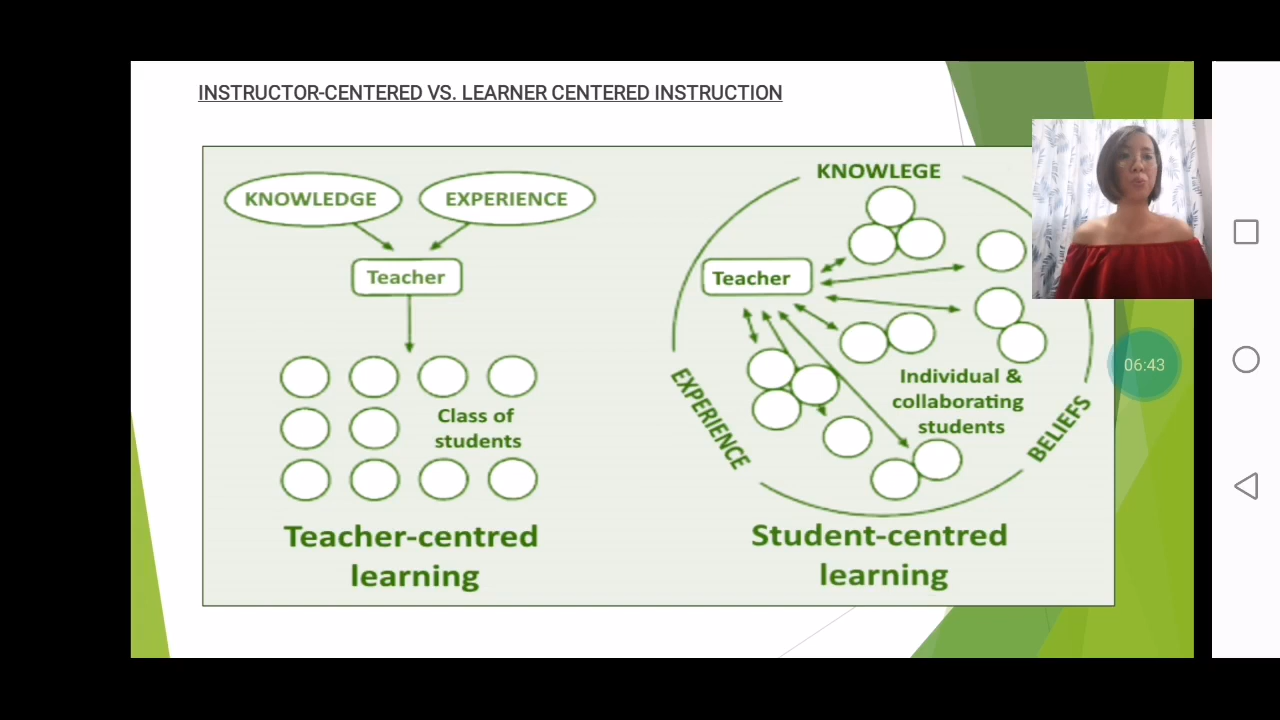 INSTRUCTOR-CENTERED VS. LEARNER CENTERED INSTRUCTION
KNOWLEDGE
EXPERIENCE
Teacher
Class of
students
Teacher-centred
learning
KNOWLEGE
Teacher
Individual &
collaborating
students
EXPERIENCE
BELIEFS
Student-centred
learning
06:43